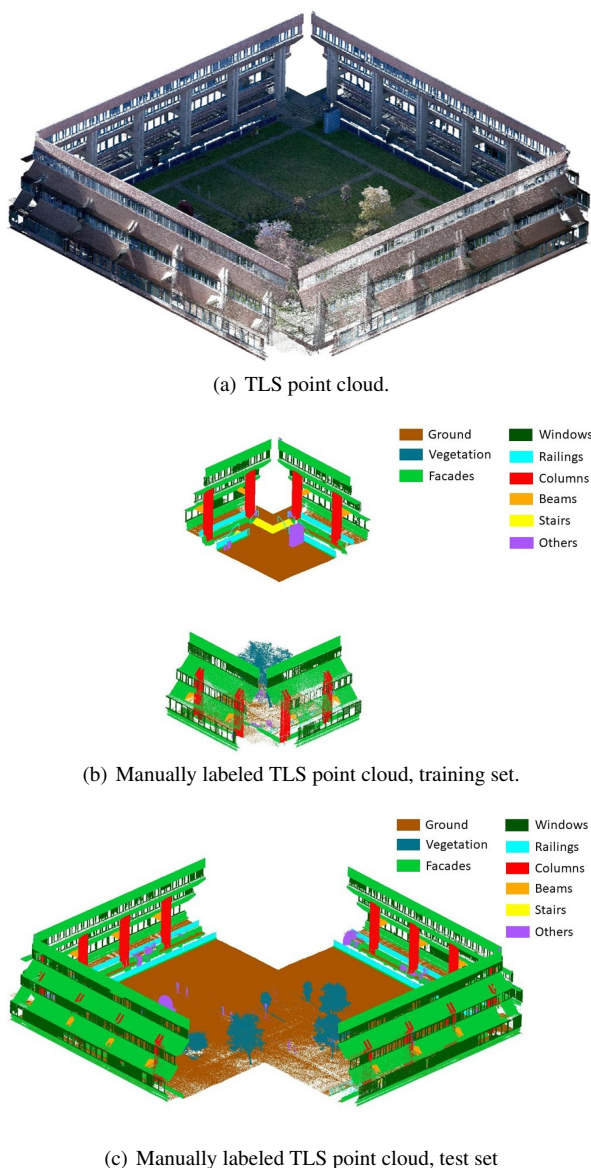 (a) TLS point cloud.
Ground
Vegetation
Facades
Windows
Railings
Columns
Beams
Stairs
Others
(b) Manually labeled TLS point cloud, training set.
Ground
Vegetation
Facades
Windows
Railings
Columns
Beams
Stairs
Others
(c) Manually labeled TLS point cloud, test set